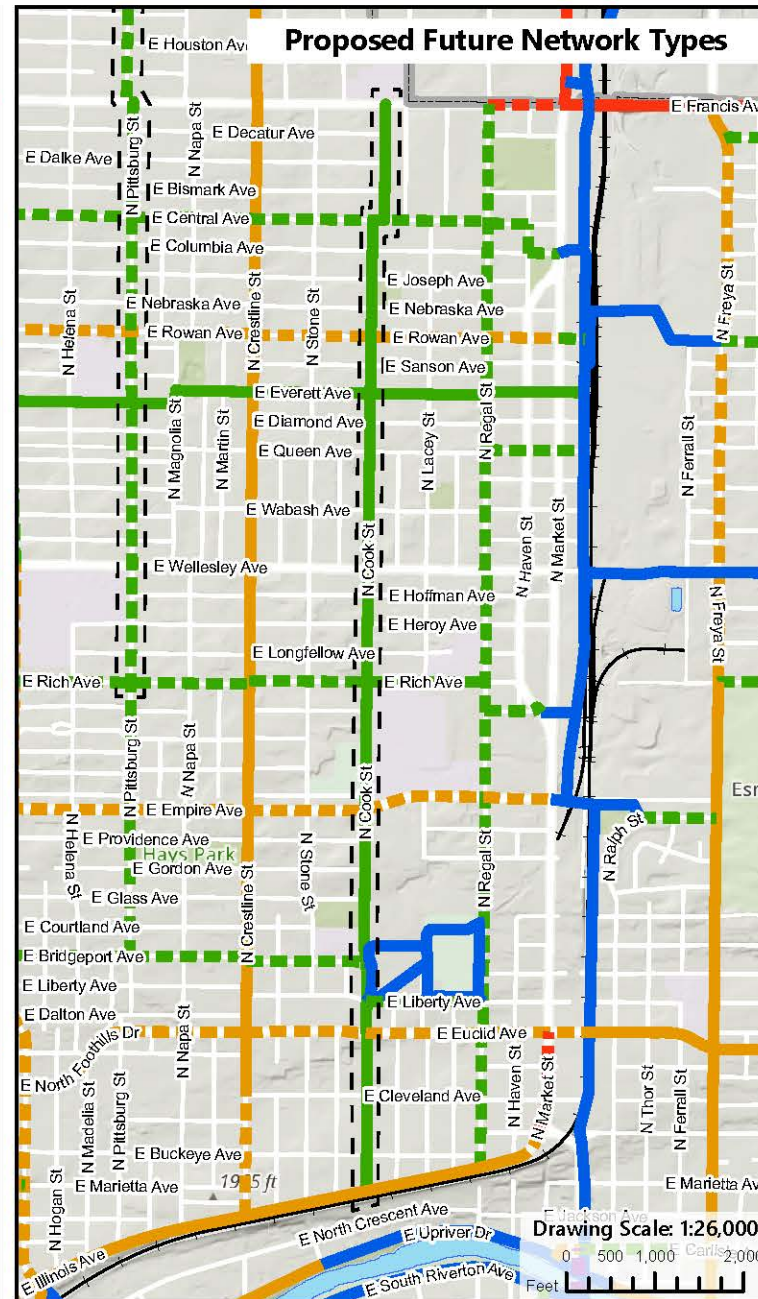 Proposed Future Network Types
E Houston Av
E Francis Av
N Pittsburg St
N Napa St
E Decatur Ave
E Dalke Ave
E Bismark Ave
E Central Ave
E Columbia Ave
E Joseph Ave
N Freya St
N Helena St
E Nebraska Ave
N Crestline St
N Stone St
E Nebraska Ave
E Rowan Ave
E Rowan Ave
E Sanson Ave
E Everett Ave
N Magnolia St
N Martin St
E Diamond Ave
N Lacey St
N Regal St
N Ferrall St
E Queen Ave
E Wabash Ave
N Haven St
N Market St
E Wellesley Ave
N Cook St
E Hoffman Ave
N Freya St
E Heroy Ave
E Longfellow Ave
E Rich Ave
E Rich Ave
N Pittsburg St
N Napa St
Esm
E Empire Ave
N Cook St
N Helena St
E Providence Ave
N Ralph St
Hays Park
N Stone St
N Regal St
E Gordon Ave
E Glass Ave
N Crestline St
E Courtland Ave
E Bridgeport Ave
E Liberty Ave
E Liberty Ave
E Dalton Ave
E Euclid Ave
E North Foothills Dr
N Napa St
N Haven St
N Market St
N Madelia St
N Pittsburg St
E Cleveland Ave
N Thor St
N Ferrall St
E Buckeye Ave
E Marietta Ave
E Marietta Ave
N Hogan St
E North Crescent Ave
E Jackson Ave
E Upriver Dr
Drawing Scale: 1:26,000
0 500 1,000 2,000
Feet
E Illinois Ave
E South Riverton Ave